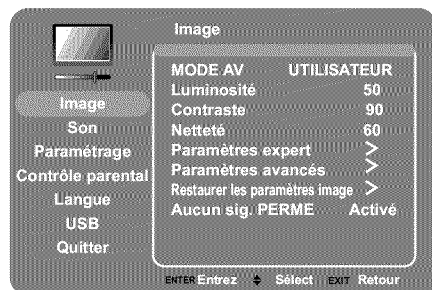 Image
MODE AV UTILISATEUR
Luminosité 50
Contraste 90
Netteté 60
Paramètres expert >
Paramètres avancés >
Restaurer les paramètres image >
Aucun sig. PERME Activé
Image
Son
Paramétrage
Contrôle parental
Langue
USB
Quitter
ENTER Entrez Sélect EXIT Retour